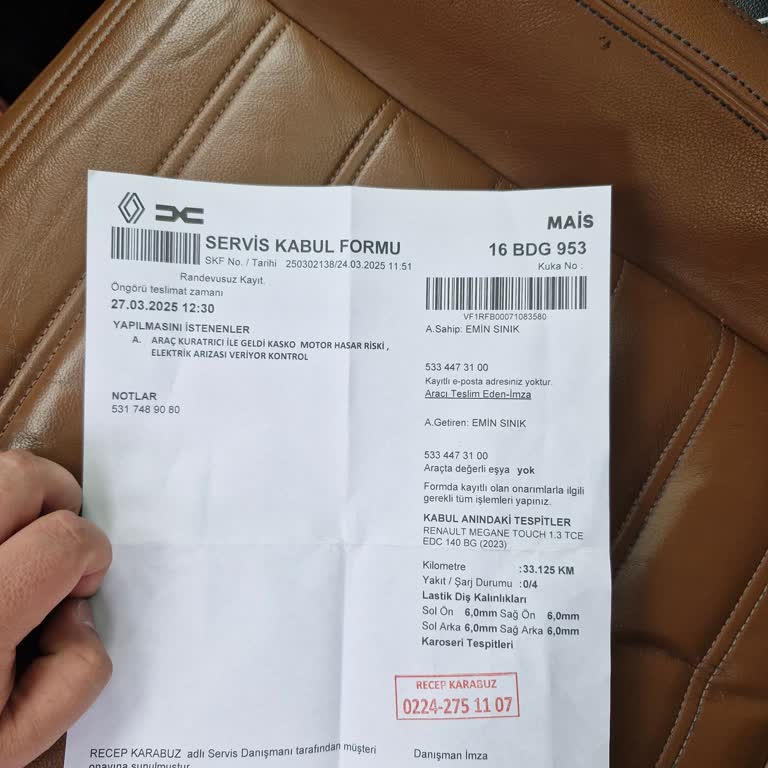 MAİS
SERVİS KABUL FORMU
16 BDG 953
SKF No. / Tarihi 250302138/24.03.2025 11:51
Kuka No :
Randevusuz Kayıt.
Öngörü teslimat zamanı
27.03.2025 12:30
VF1RFB00071083580
YAPILMASINI İSTENENLER
A. ARAÇ KURATRICI İLE GELDİ KASKO MOTOR HASAR RİSKİ ,
ELEKTRİK ARIZASI VERİYOR KONTROL
NOTLAR
531 748 90 80
A.Sahip: EMİN SINIK
533 447 31 00
Kayıtlı e-posta adresiniz yoktur.
Aracı Teslim Eden-İmza
A.Getiren: EMİN SINIK
533 447 31 00
Araçta değerli eşya yok
Formda kayıtlı olan onarımlarla ilgili
gerekli tüm işlemleri yapınız.
KABUL ANINDAKİ TESPİTLER
RENAULT MEGANE TOUCH 1.3 TCE
EDC 140 BG (2023)
Kilometre :33.125 KM
Yakıt / Şarj Durumu :0/4
Lastik Diş Kalınlıkları
Sol Ön 6,0mm Sağ Ön 6,0mm
Sol Arka 6,0mm Sağ Arka 6,0mm
Karoseri Tespitleri
RECEP KARABUZ
0224-275 11 07
RECEP KARABUZ adlı Servis Danışmanı tarafından müşteri
onayına sunulmuştur
Danışman İmza